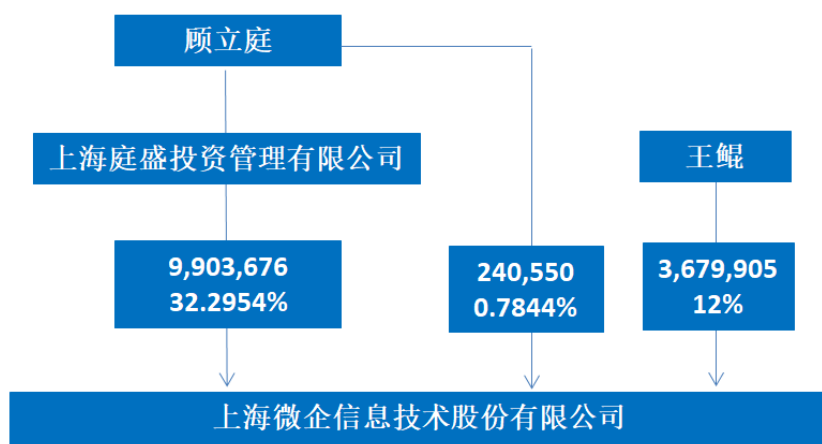 顾立庭
上海庭盛投资管理有限公司
王鲲
9,903,676
32.2954%
240,550
0.7844%
3,679,905
12%
上海微企信息技术股份有限公司